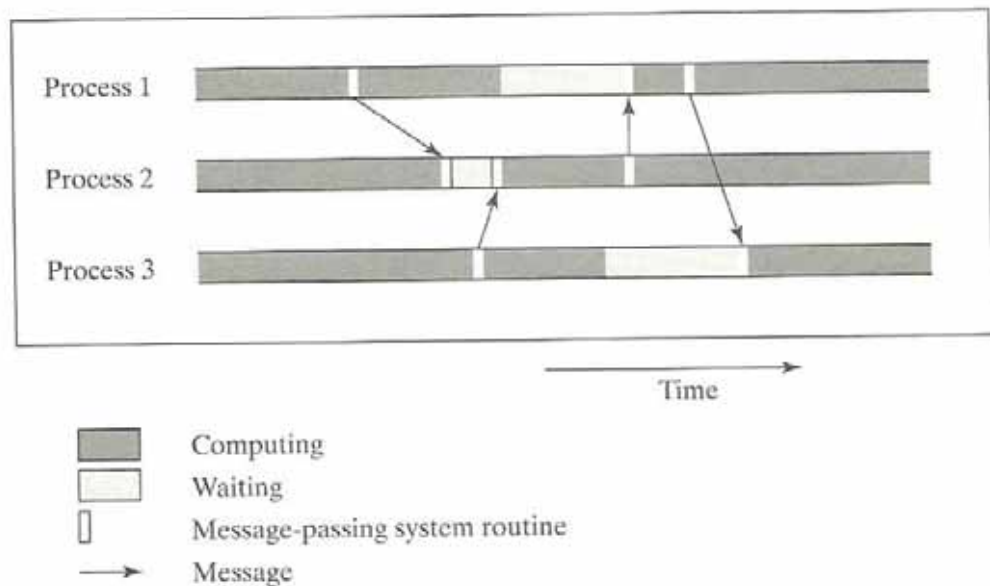 Process 1
Process 2
Process 3
Time
Computing
Waiting
Message-passing system routine
Message